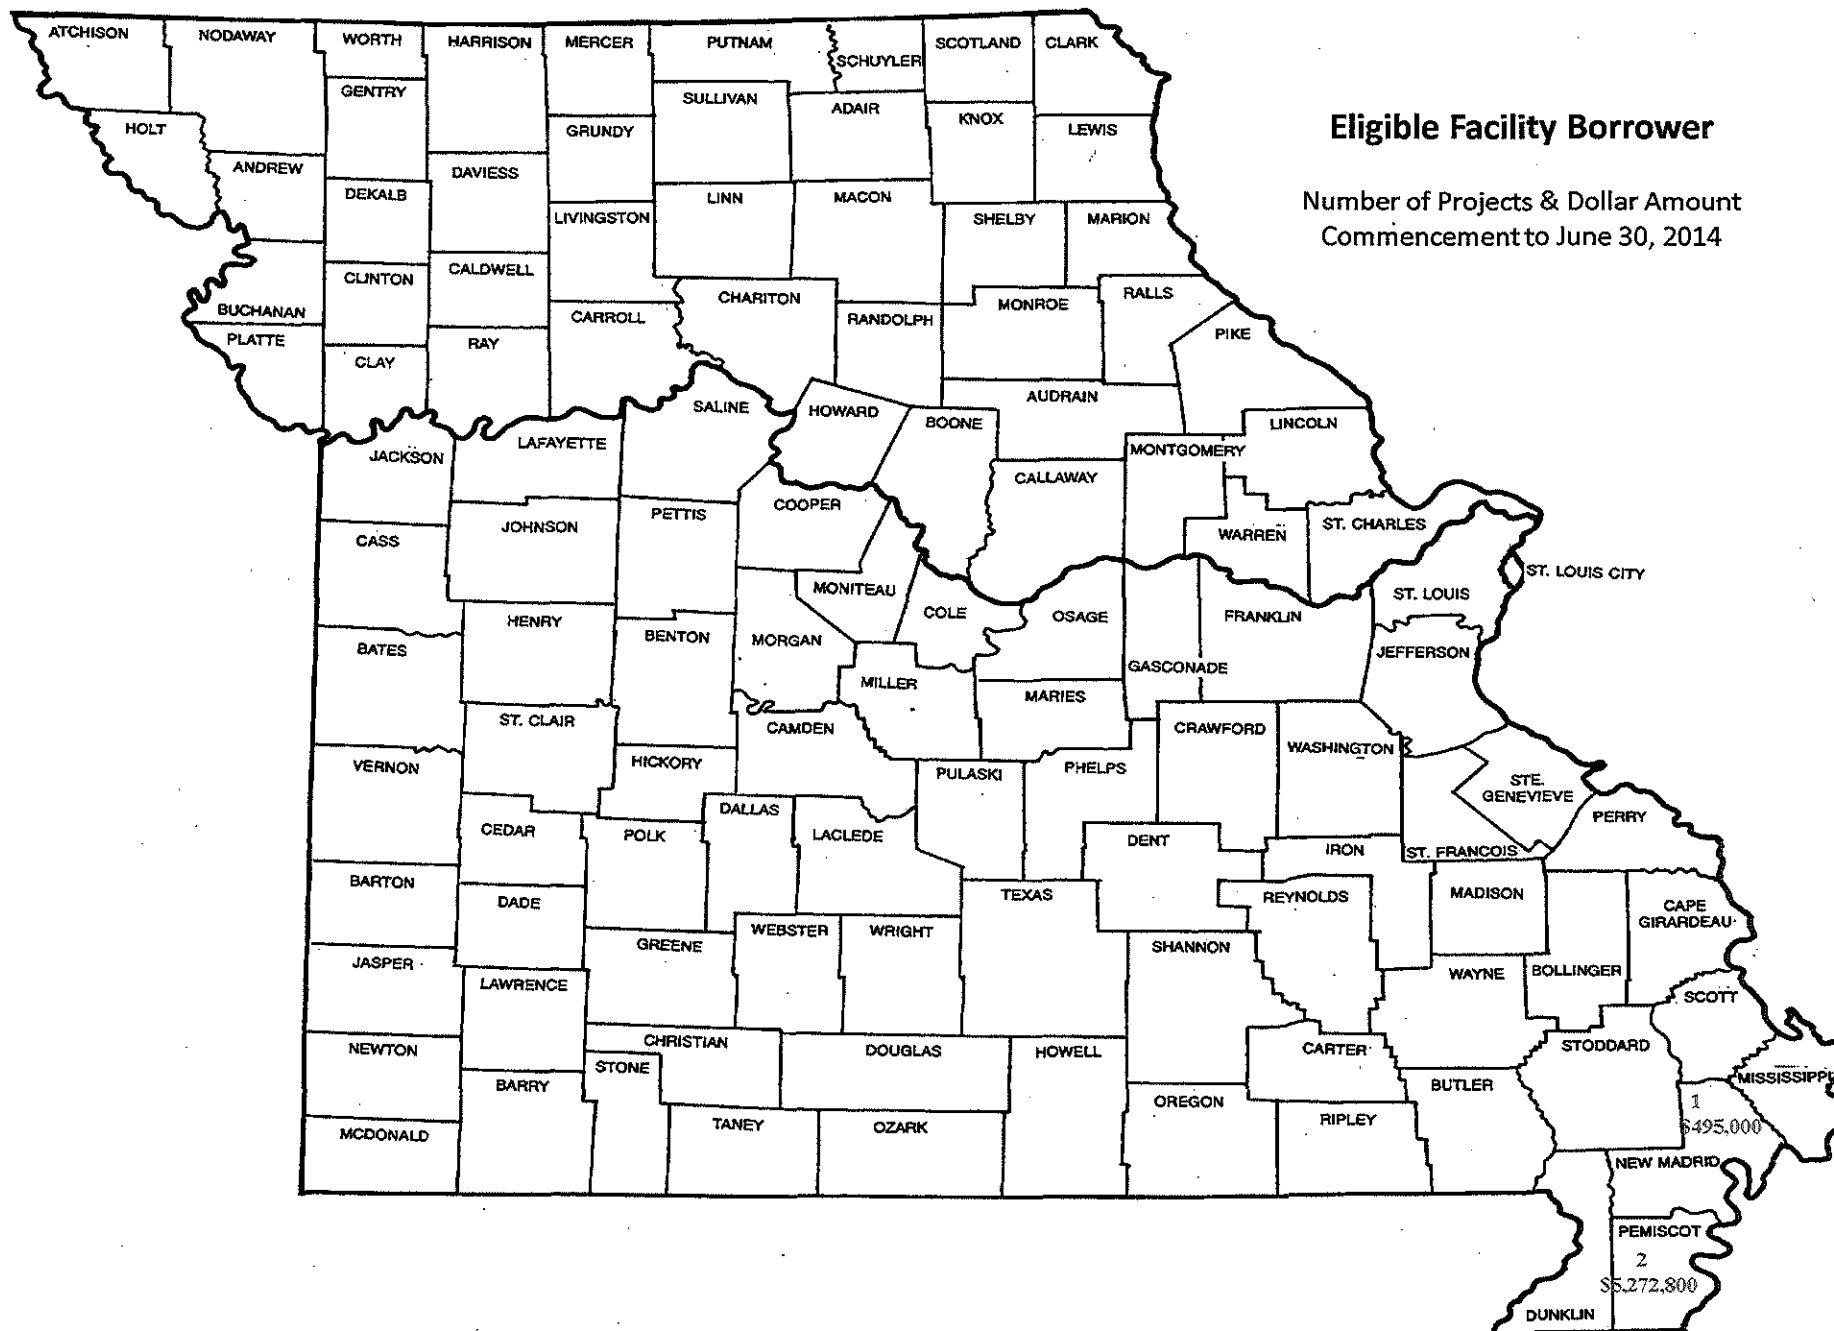 Eligible Facility Borrower
Number of Projects & Dollar Amount
Commencement to June 30, 2014
ATCHISON
NODAWAY
WORTH
HARRISON
MERCER
PUTNAM
SCHUYLER
SCOTLAND
CLARK
GENTRY
SULLIVAN
ADAIR
KNOX
LEWIS
HOLT
ANDREW
GRUNDY
DAVIESS
DEKALB
LINN
MACON
LIVINGSTON
SHELBY
MARION
CLINTON
CALDWELL
CHARITON
RANDOLPH
MONROE
RALLS
BUCHANAN
CARROLL
PLATTE
RAY
PIKE
CLAY
SALINE
HOWARD
BOONE
AUDRAIN
LINCOLN
JACKSON
LAFAYETTE
MONTGOMERY
CALLAWAY
COOPER
CASS
JOHNSON
PETTIS
WARREN
ST. CHARLES
ST. LOUIS CITY
MONITEAU
COLE
OSAGE
FRANKLIN
ST. LOUIS
HENRY
BENTON
MORGAN
BATES
JEFFERSON
GASCONADE
MILLER
MARIES
ST. CLAIR
CAMDEN
CRAWFORD
WASHINGTON
VERNON
HICKORY
PULASKI
PHELPS
STE.
GENEVIEVE
DALLAS
CEDAR
POLK
LACLEDE
DENT
IRON
ST. FRANCOIS
PERRY
BARTON
DADE
TEXAS
REYNOLDS
MADISON
CAPE
GIRARDEAU
GREENE
WEBSTER
WRIGHT
SHANNON
JASPER
LAWRENCE
WAYNE
BOLLINGER
SCOTT
NEWTON
CHRISTIAN
DOUGLAS
HOWELL
CARTER
STODDARD
STONE
BARRY
BUTLER
MISSISSIPPI
OREGON
1
$495,000
MCDONALD
TANEY
OZARK
RIPLEY
NEW MADRID
PEMISCOT
2
$5,272,800
DUNKLIN